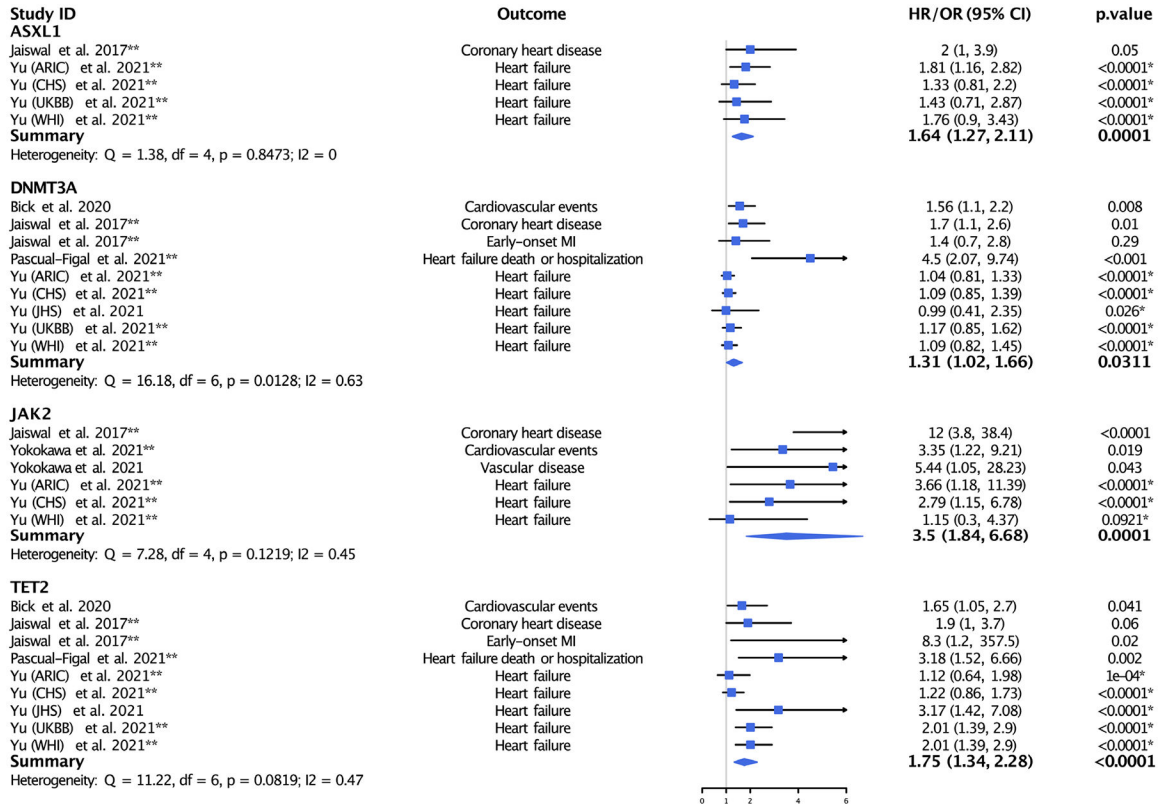 Study ID Outcome HR/OR (95% CI) p.value
ASXL1
Jaiswal et al. 2017** Coronary heart disease 2 (1, 3.9) 0.05
Yu (ARIC) et al. 2021** Heart failure 1.81 (1.16, 2.82) <0.0001*
Yu (CHS) et al. 2021** Heart failure 1.33 (0.81, 2.2) <0.0001*
Yu (UKBB) et al. 2021** Heart failure 1.43 (0.71, 2.87) <0.0001*
Yu (WHI) et al. 2021** Heart failure 1.76 (0.9, 3.43) <0.0001*
Summary 1.64 (1.27, 2.11) 0.0001
Heterogeneity: Q = 1.38, df = 4, p = 0.8473; I2 = 0
DNMT3A
Bick et al. 2020 Cardiovascular events 1.56 (1.1, 2.2) 0.008
Jaiswal et al. 2017** Coronary heart disease 1.7 (1.1, 2.6) 0.01
Jaiswal et al. 2017** Early-onset MI 1.4 (0.7, 2.8) 0.29
Pascual-Figal et al. 2021** Heart failure death or hospitalization 4.5 (2.07, 9.74) <0.001
Yu (ARIC) et al. 2021** Heart failure 1.04 (0.81, 1.33) <0.0001*
Yu (CHS) et al. 2021** Heart failure 1.09 (0.85, 1.39) <0.0001*
Yu (JHS) et al. 2021 Heart failure 0.99 (0.41, 2.35) 0.026*
Yu (UKBB) et al. 2021** Heart failure 1.17 (0.85, 1.62) <0.0001*
Yu (WHI) et al. 2021** Heart failure 1.09 (0.82, 1.45) <0.0001*
Summary 1.31 (1.02, 1.66) 0.0311
Heterogeneity: Q = 16.18, df = 6, p = 0.0128; I2 = 0.63
JAK2
Jaiswal et al. 2017** Coronary heart disease 12 (3.8, 38.4) <0.0001
Yokokawa et al. 2021** Cardiovascular events 3.35 (1.22, 9.21) 0.019
Yokokawa et al. 2021 Vascular disease 5.44 (1.05, 28.23) 0.043
Yu (ARIC) et al. 2021** Heart failure 3.66 (1.18, 11.39) <0.0001*
Yu (CHS) et al. 2021** Heart failure 2.79 (1.15, 6.78) <0.0001*
Yu (WHI) et al. 2021** Heart failure 1.15 (0.3, 4.37) 0.0921*
Summary 3.5 (1.84, 6.68) 0.0001
Heterogeneity: Q = 7.28, df = 4, p = 0.1219; I2 = 0.45
TET2
Bick et al. 2020 Cardiovascular events 1.65 (1.05, 2.7) 0.041
Jaiswal et al. 2017** Coronary heart disease 1.9 (1, 3.7) 0.06
Jaiswal et al. 2017** Early-onset MI 8.3 (1.2, 357.5) 0.02
Pascual-Figal et al. 2021** Heart failure death or hospitalization 3.18 (1.52, 6.66) 0.002
Yu (ARIC) et al. 2021** Heart failure 1.12 (0.64, 1.98) 1e-04*
Yu (CHS) et al. 2021** Heart failure 1.22 (0.86, 1.73) <0.0001*
Yu (JHS) et al. 2021 Heart failure 3.17 (1.42, 7.08) <0.0001*
Yu (UKBB) et al. 2021** Heart failure 2.01 (1.39, 2.9) <0.0001*
Yu (WHI) et al. 2021** Heart failure 2.01 (1.39, 2.9) <0.0001*
Summary 1.75 (1.34, 2.28) <0.0001
Heterogeneity: Q = 11.22, df = 6, p = 0.0819; I2 = 0.47
0 1 2 4 6